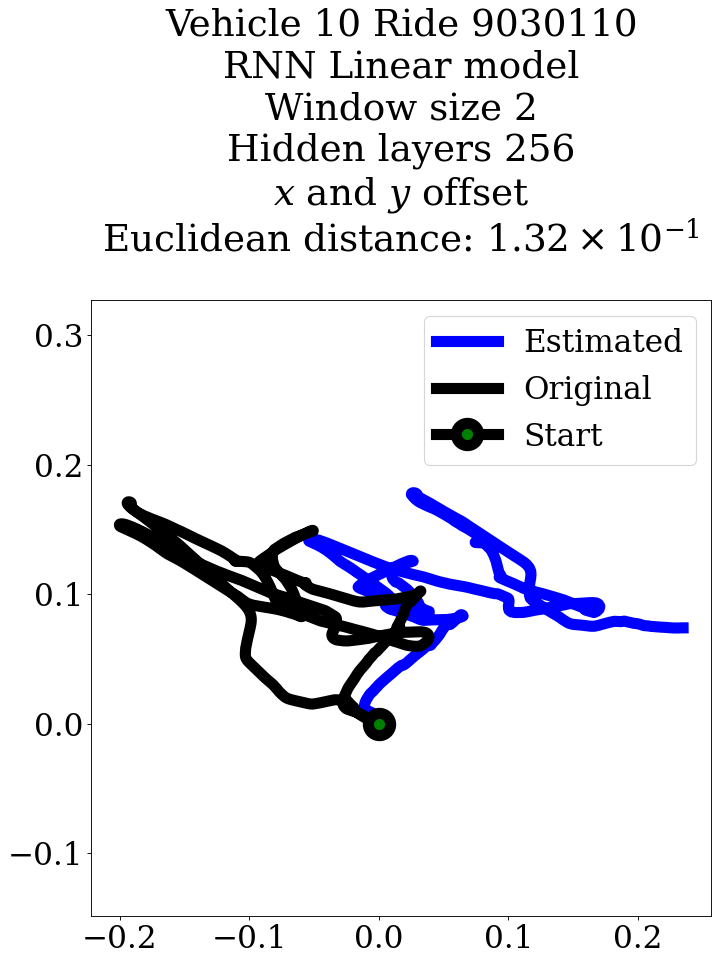 Vehicle 10 Ride 9030110
RNN Linear model
Window size 2
Hidden layers 256
x and y offset
Euclidean distance: 1.32 × 10⁻¹
Estimated
Original
Start
0.3
0.2
0.1
0.0
−0.1
−0.2 −0.1 0.0 0.1 0.2